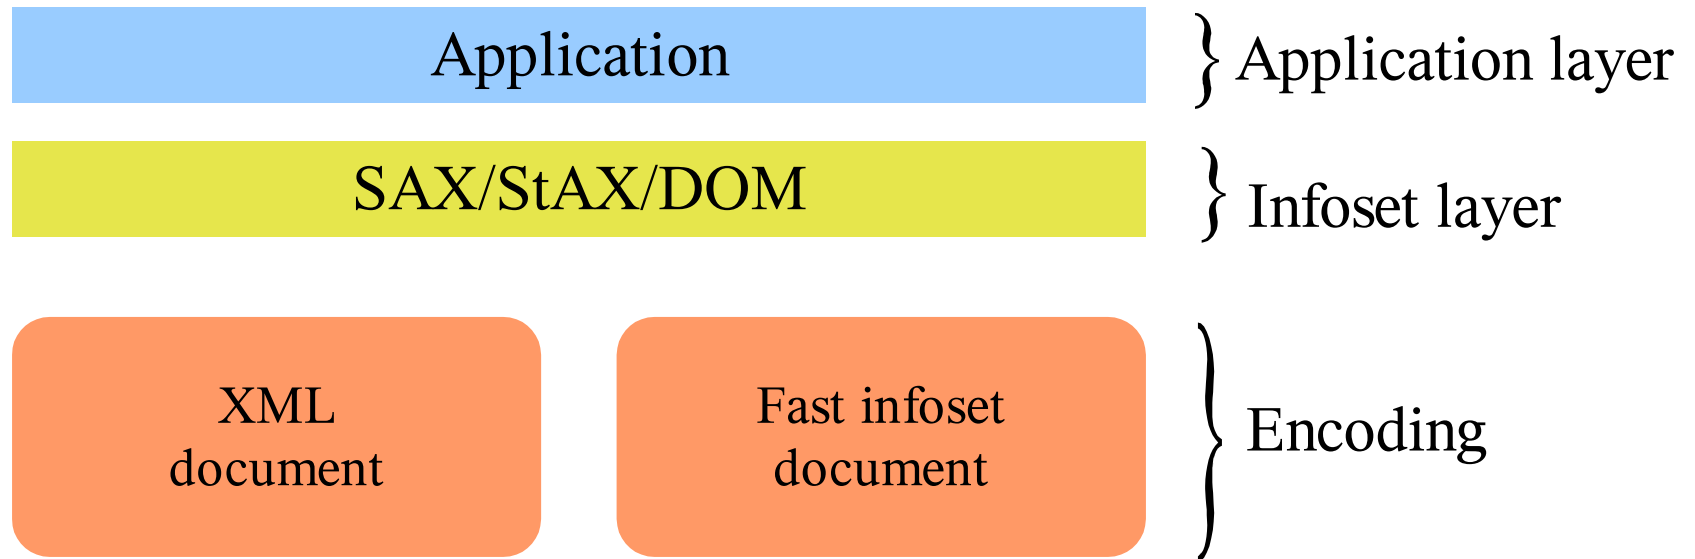 Application
Application layer
SAX/StAX/DOM
Infoset layer
XML
document
Fast infoset
document
Encoding